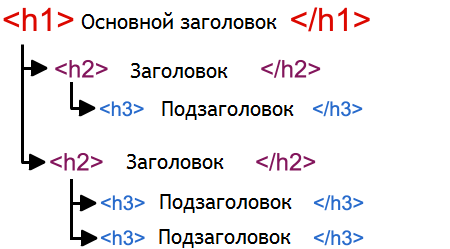 <h1> Основной заголовок </h1>
<h2> Заголовок </h2>
<h3> Подзаголовок </h3>
<h2> Заголовок </h2>
<h3> Подзаголовок </h3>
<h3> Подзаголовок </h3>